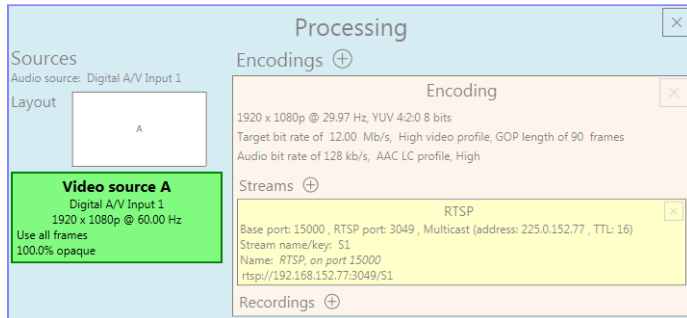 Processing
Sources
Audio source: Digital A/V Input 1
Layout
A
Video source A
Digital A/V Input 1
1920 x 1080p @ 60.00 Hz
Use all frames
100.0% opaque
Encodings
Encoding
1920 x 1080p @ 29.97 Hz, YUV 4:2:0 8 bits
Target bit rate of 12.00 Mb/s, High video profile, GOP length of 90 frames
Audio bit rate of 128 kb/s, AAC LC profile, High
Streams
RTSP
Base port: 15000 , RTSP port: 3049 , Multicast (address: 225.0.152.77 , TTL: 16)
Stream name/key: S1
Name: RTSP, on port 15000
rtsp://192.168.152.77:3049/S1
Recordings